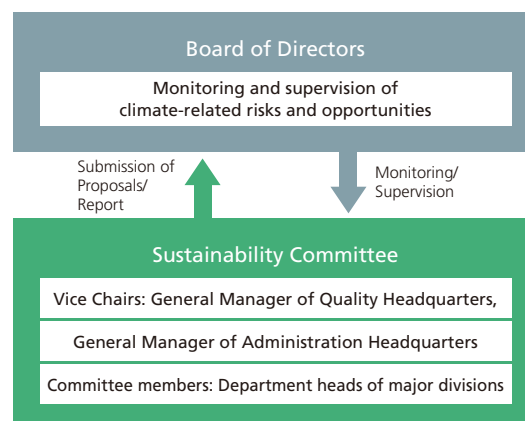 Board of Directors
Monitoring and supervision of
climate-related risks and opportunities
Submission of
Proposals/
Report
Monitoring/
Supervision
Sustainability Committee
Vice Chairs: General Manager of Quality Headquarters,
General Manager of Administration Headquarters
Committee members: Department heads of major divisions